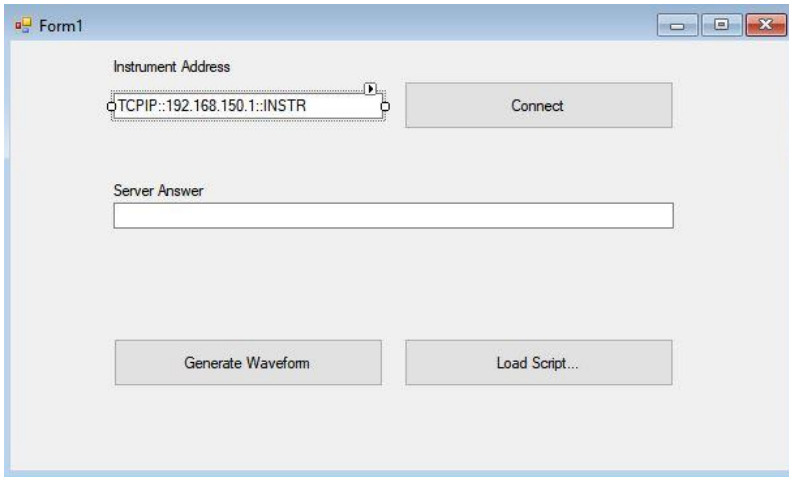 Form1
Instrument Address
TCPIP::192.168.150.1::INSTR
Connect
Server Answer
Generate Waveform
Load Script...